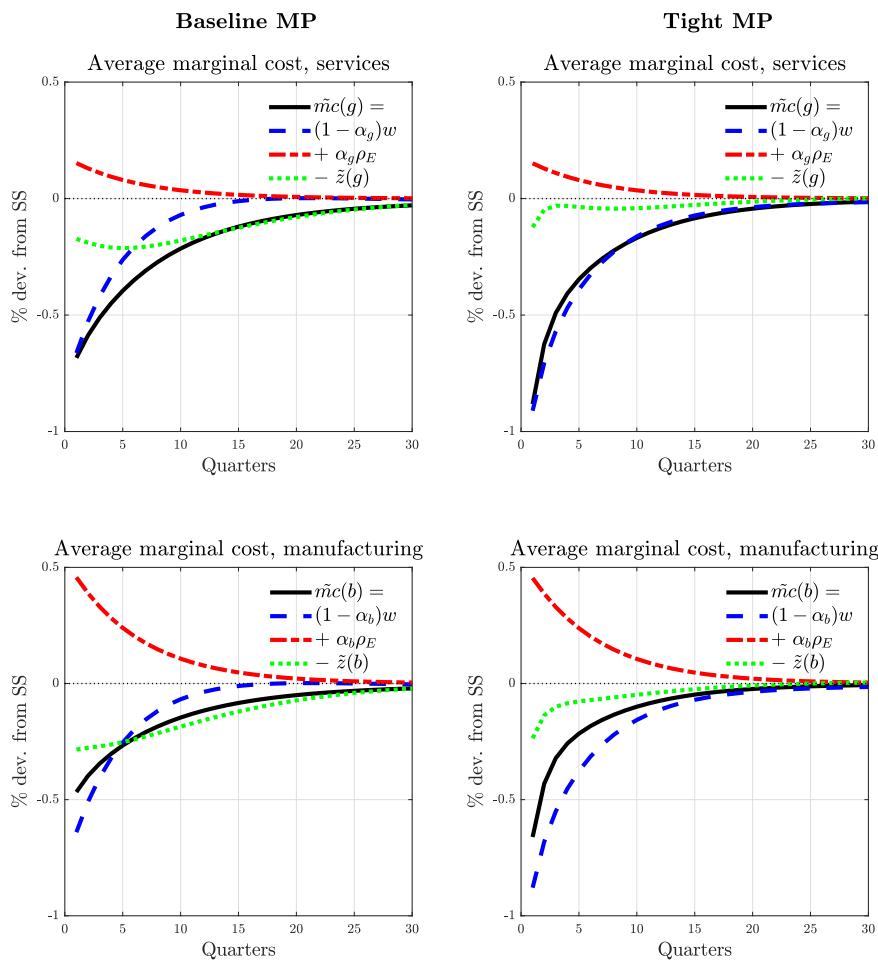 Baseline MP
Tight MP
Average marginal cost, services
0.5
0
-0.5
-1
% dev. from SS
m̃c(g) =
(1 − α_g)w
+ α_gρ_E
− z̃(g)
0 5 10 15 20 25 30
Quarters
Average marginal cost, services
0.5
0
-0.5
-1
% dev. from SS
m̃c(g) =
(1 − α_g)w
+ α_gρ_E
− z̃(g)
0 5 10 15 20 25 30
Quarters
Average marginal cost, manufacturing
0.5
0
-0.5
-1
% dev. from SS
m̃c(b) =
(1 − α_b)w
+ α_bρ_E
− z̃(b)
0 5 10 15 20 25 30
Quarters
Average marginal cost, manufacturing
0.5
0
-0.5
-1
% dev. from SS
m̃c(b) =
(1 − α_b)w
+ α_bρ_E
− z̃(b)
0 5 10 15 20 25 30
Quarters